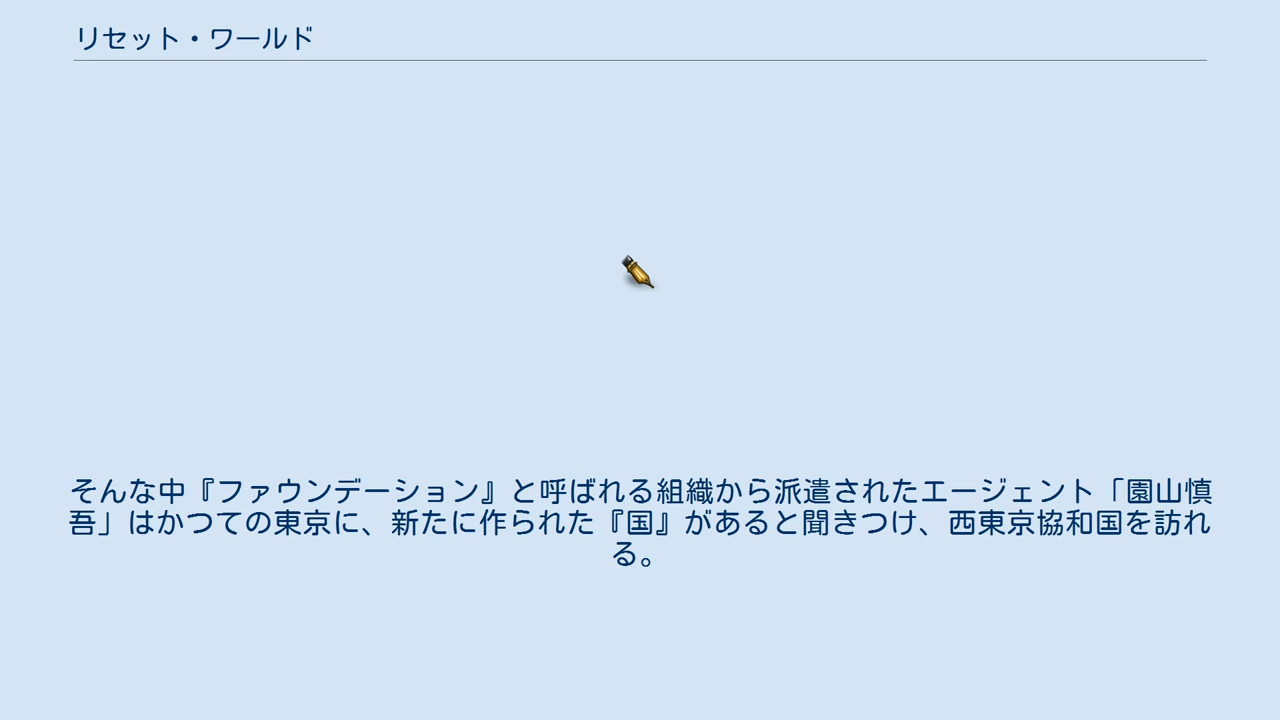 リセット・ワールド
そんな中『ファウンデーション』と呼ばれる組織から派遣されたエージェント「園山慎
吾」はかつての東京に、新たに作られた『国』があると聞きつけ、西東京協和国を訪れ
る。